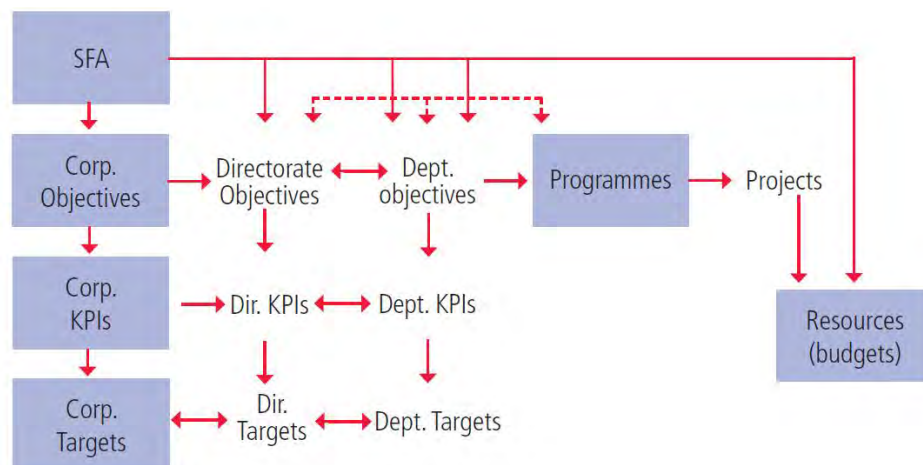 SFA
Corp.
Objectives
Directorate
Objectives
Dept.
objectives
Programmes
Projects
Corp.
KPIs
Dir. KPIs
Dept. KPIs
Resources
(budgets)
Corp.
Targets
Dir.
Targets
Dept. Targets